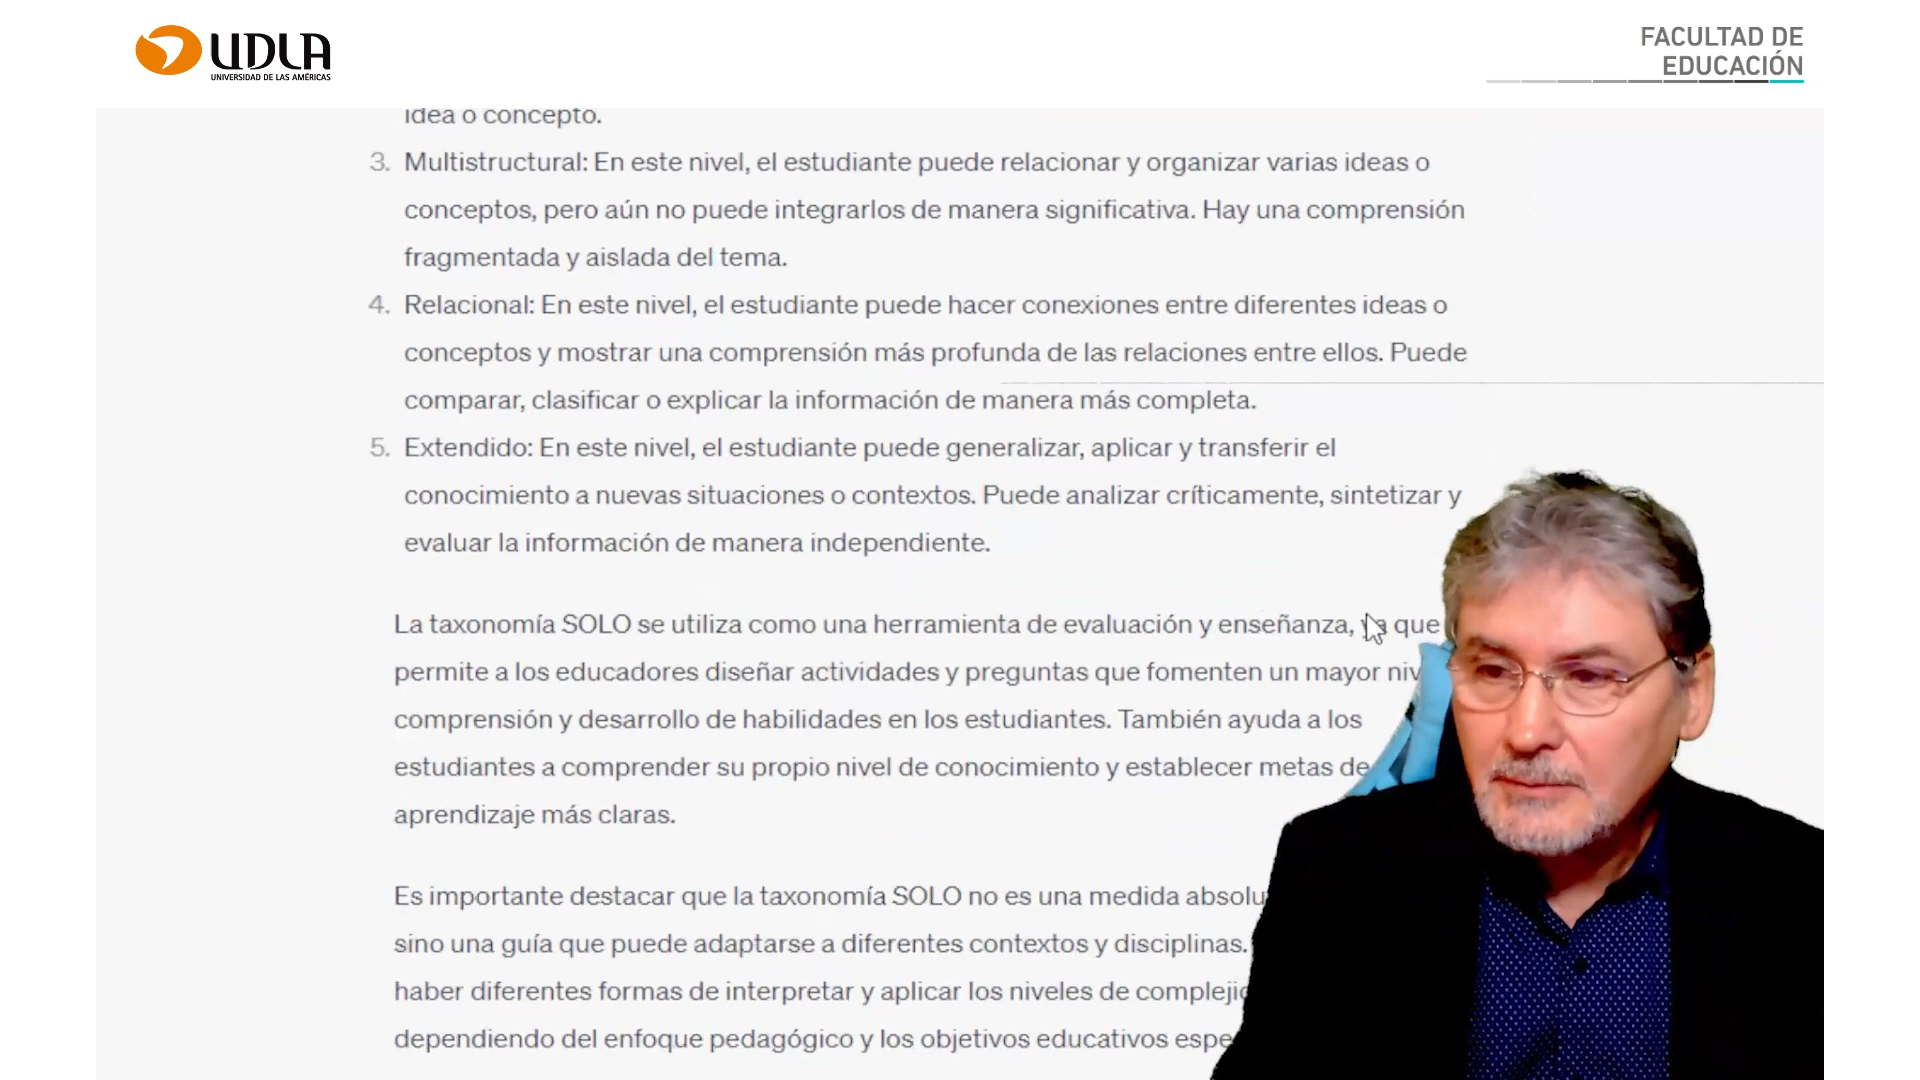 UDLA
UNIVERSIDAD DE LAS AMÉRICAS
FACULTAD DE
EDUCACIÓN
idea o concepto.
3. Multistructural: En este nivel, el estudiante puede relacionar y organizar varias ideas o
conceptos, pero aún no puede integrarlos de manera significativa. Hay una comprensión
fragmentada y aislada del tema.
4. Relacional: En este nivel, el estudiante puede hacer conexiones entre diferentes ideas o
conceptos y mostrar una comprensión más profunda de las relaciones entre ellos. Puede
comparar, clasificar o explicar la información de manera más completa.
5. Extendido: En este nivel, el estudiante puede generalizar, aplicar y transferir el
conocimiento a nuevas situaciones o contextos. Puede analizar críticamente, sintetizar y
evaluar la información de manera independiente.
La taxonomía SOLO se utiliza como una herramienta de evaluación y enseñanza, ya que
permite a los educadores diseñar actividades y preguntas que fomenten un mayor
comprensión y desarrollo de habilidades en los estudiantes. También ayuda a los
estudiantes a comprender su propio nivel de conocimiento y establecer metas de
aprendizaje más claras.
Es importante destacar que la taxonomía SOLO no es una medida
sino una guía que puede adaptarse a diferentes contextos y disciplinas.
haber diferentes formas de interpretar y aplicar los niveles de
dependiendo del enfoque pedagógico y los objetivos educativos